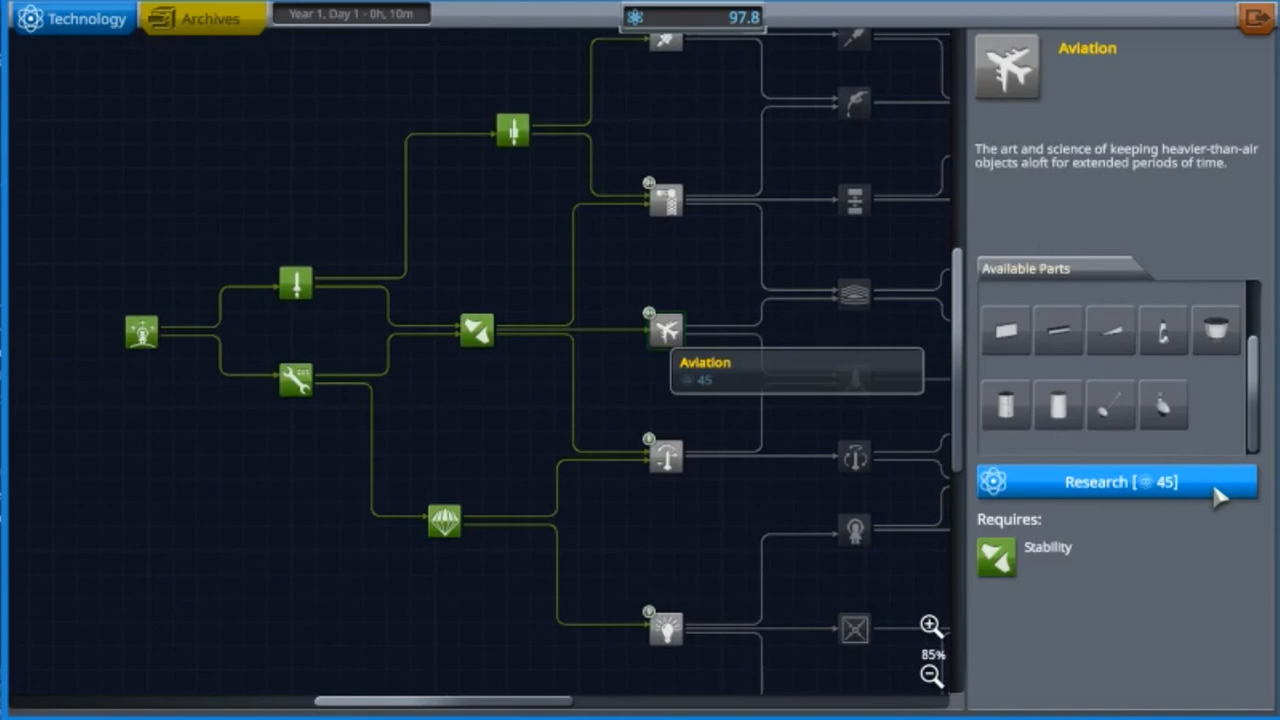 Technology
Archives
Year 1, Day 1 - 0h, 10m
97.8
Aviation
The art and science of keeping heavier-than-air
objects aloft for extended periods of time.
Available Parts
Aviation
45
Research [ 45]
Requires:
Stability
85%